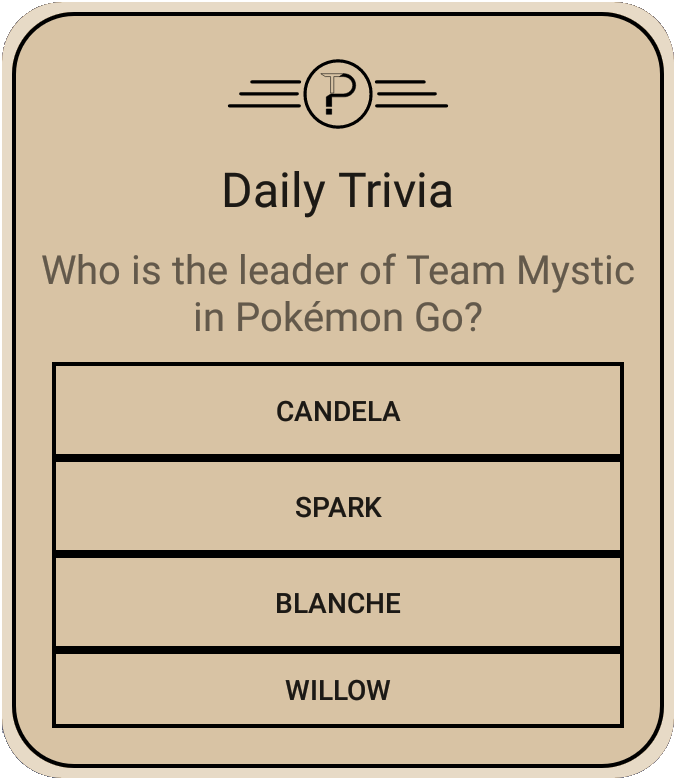 Daily Trivia
Who is the leader of Team Mystic
in Pokémon Go?
CANDELA
SPARK
BLANCHE
WILLOW